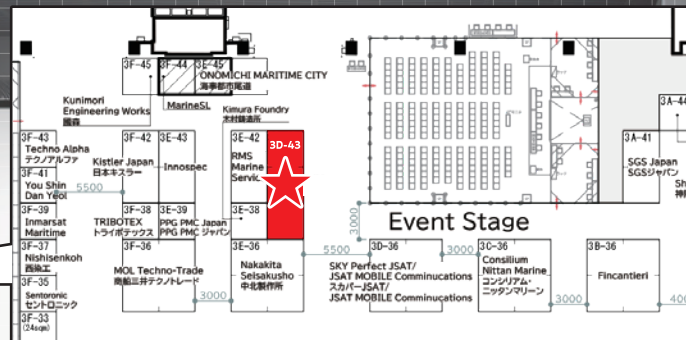 3F-45
3F-44
3E-45
ONOMICHI MARITIME CITY
海事都市尾道
MarineSL
Kunimori
Engineering Works
國森
Kimura Foundry
木村鋳造所
3A-44
3F-43
Techno Alpha
テクノアルファ
3F-42
3E-43
Kistler Japan
日本キスラー
Innospec
3E-42
RMS
Marine
3D-43
3A-41
SGS Japan
SGSジャパン
3F-41
You Shin
Dan Yeol
5500
3F-39
Inmarsat
Maritime
3F-38
TRIBOTEX
トライボテックス
3E-39
PPG PMC Japan
PPG PMC ジャパン
3E-38
3000
Event Stage
3F-37
Nishisenkoh
西染工
3F-36
MOL Techno-Trade
商船三井テクノトレード
3000
3E-36
Nakakita
Seisakusho
中北製作所
5500
3D-36
SKY Perfect JSAT/
JSAT MOBILE Comminucations
スカパーJSAT/
JSAT MOBILE Comminucations
3000
3C-36
Consilium
Nittan Marine
コンシリアム・
ニッタンマリーン
3000
3B-36
Fincantieri
3F-35
Sentoronic
セントロニック
3F-33
(24sqm)